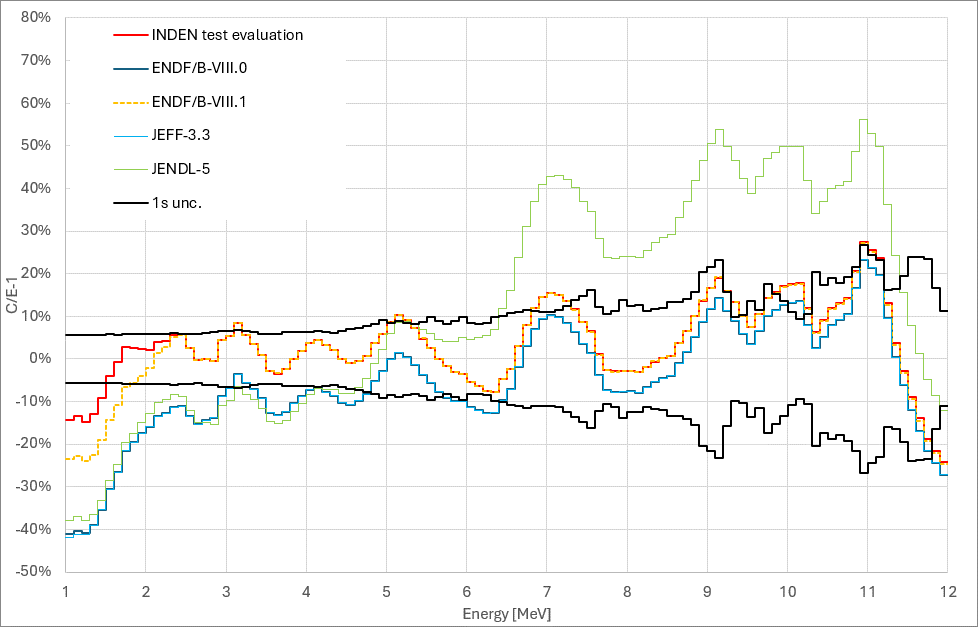 80%
70%
60%
50%
40%
30%
20%
10%
0%
-10%
-20%
-30%
-40%
-50%
C/E-1
INDEN test evaluation
ENDF/B-VIII.0
ENDF/B-VIII.1
JEFF-3.3
JENDL-5
1s unc.
1 2 3 4 5 6 7 8 9 10 11 12
Energy [MeV]